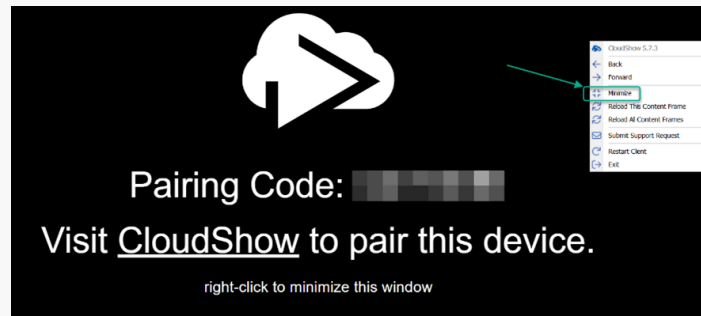 CloudShow 5.7.3
Back
Forward
Minimize
Reload This Content Frame
Reload All Content Frames
Submit Support Request
Restart Client
Exit
Pairing Code:
Visit CloudShow to pair this device.
right-click to minimize this window